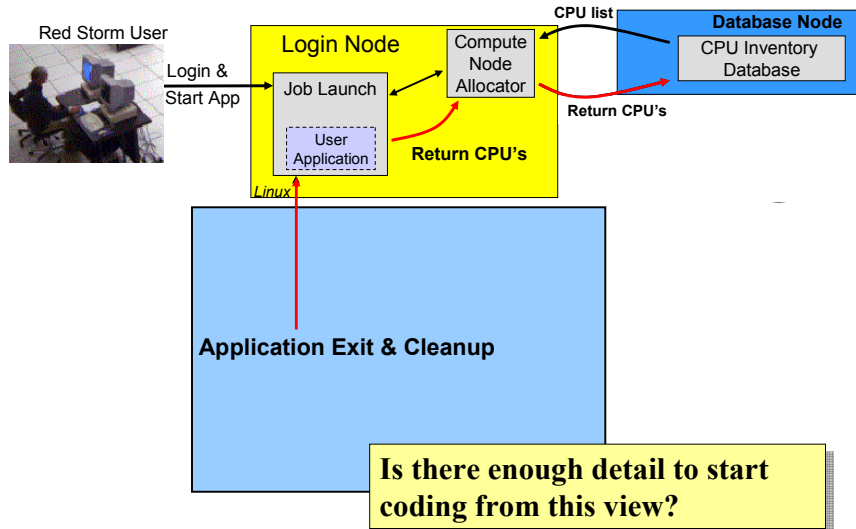 Red Storm User
Login &
Start App
Login Node
Job Launch
User
Application
Linux
Compute
Node
Allocator
Return CPU's
CPU list
Return CPU's
Database Node
CPU Inventory
Database
Application Exit & Cleanup
Is there enough detail to start
coding from this view?